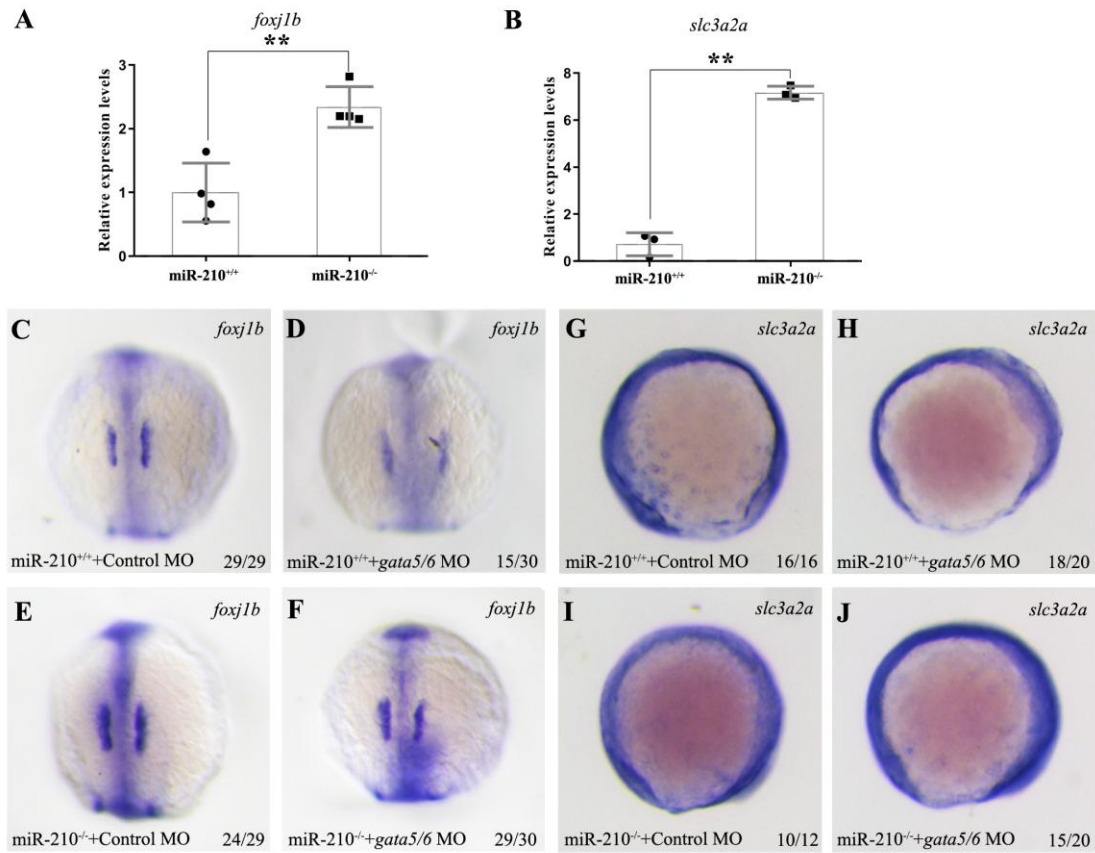 A
foxj1b
**
Relative expression levels
3
2
1
0
miR-210+/+
miR-210-/-
B
slc3a2a
**
Relative expression levels
8
6
4
2
0
miR-210+/+
miR-210-/-
C
foxj1b
miR-210+/++Control MO 29/29
D
foxj1b
miR-210+/++gata5/6 MO 15/30
G
slc3a2a
miR-210+/++Control MO 16/16
H
slc3a2a
miR-210+/++gata5/6 MO 18/20
E
foxj1b
miR-210-/-+Control MO 24/29
F
foxj1b
miR-210-/-+gata5/6 MO 29/30
I
slc3a2a
miR-210-/-+Control MO 10/12
J
slc3a2a
miR-210-/-+gata5/6 MO 15/20